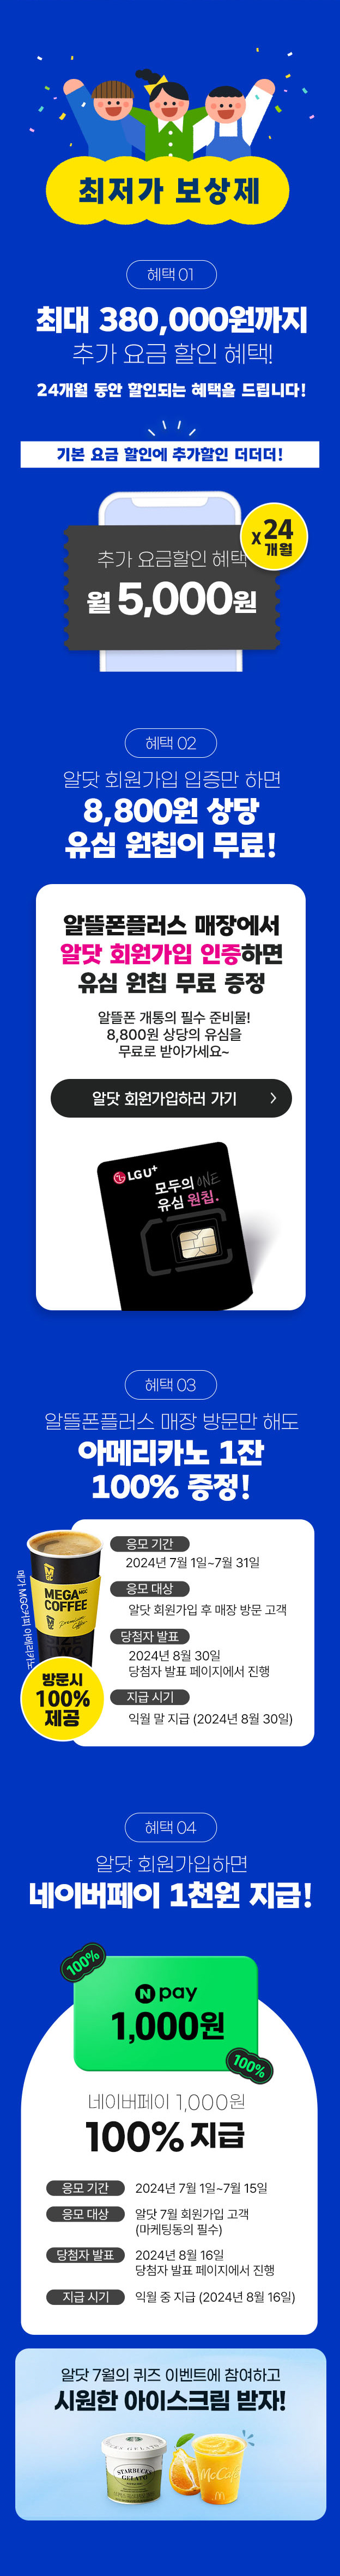 최저가 보상제
혜택 01
최대 380,000원까지
추가 요금 할인 혜택!
24개월 동안 할인되는 혜택을 드립니다!
기본 요금 할인에 추가할인 더더더!
x 24
개월
추가 요금할인 혜택
월 5,000원
혜택 02
알닷 회원가입 입증만 하면
8,800원 상당
유심 원칩이 무료!
알뜰폰플러스 매장에서
알닷 회원가입 인증하면
유심 원칩 무료 증정
알뜰폰 개통의 필수 준비물!
8,800원 상당의 유심을
무료로 받아가세요~
알닷 회원가입하러 가기
LG U+
모두의 ONE
유심 원칩.
혜택 03
알뜰폰플러스 매장 방문만 해도
아메리카노 1잔
100% 증정!
메가 MGC커피 아메리카노
MEGA MGC
COFFEE
Premium
Coffee
방문시
100%
제공
응모 기간
2024년 7월 1일~7월 31일
응모 대상
알닷 회원가입 후 매장 방문 고객
당첨자 발표
2024년 8월 30일
당첨자 발표 페이지에서 진행
지급 시기
익월 말 지급 (2024년 8월 30일)
혜택 04
알닷 회원가입하면
네이버페이 1천원 지급!
100%
N pay
1,000원
100%
네이버페이 1,000원
100% 지급
응모 기간 2024년 7월 1일~7월 15일
응모 대상 알닷 7월 회원가입 고객
(마케팅동의 필수)
당첨자 발표 2024년 8월 16일
당첨자 발표 페이지에서 진행
지급 시기 익월 중 지급 (2024년 8월 16일)
알닷 7월의 퀴즈 이벤트에 참여하고
시원한 아이스크림 받자!
STARBUCKS
GELATO
McCafé